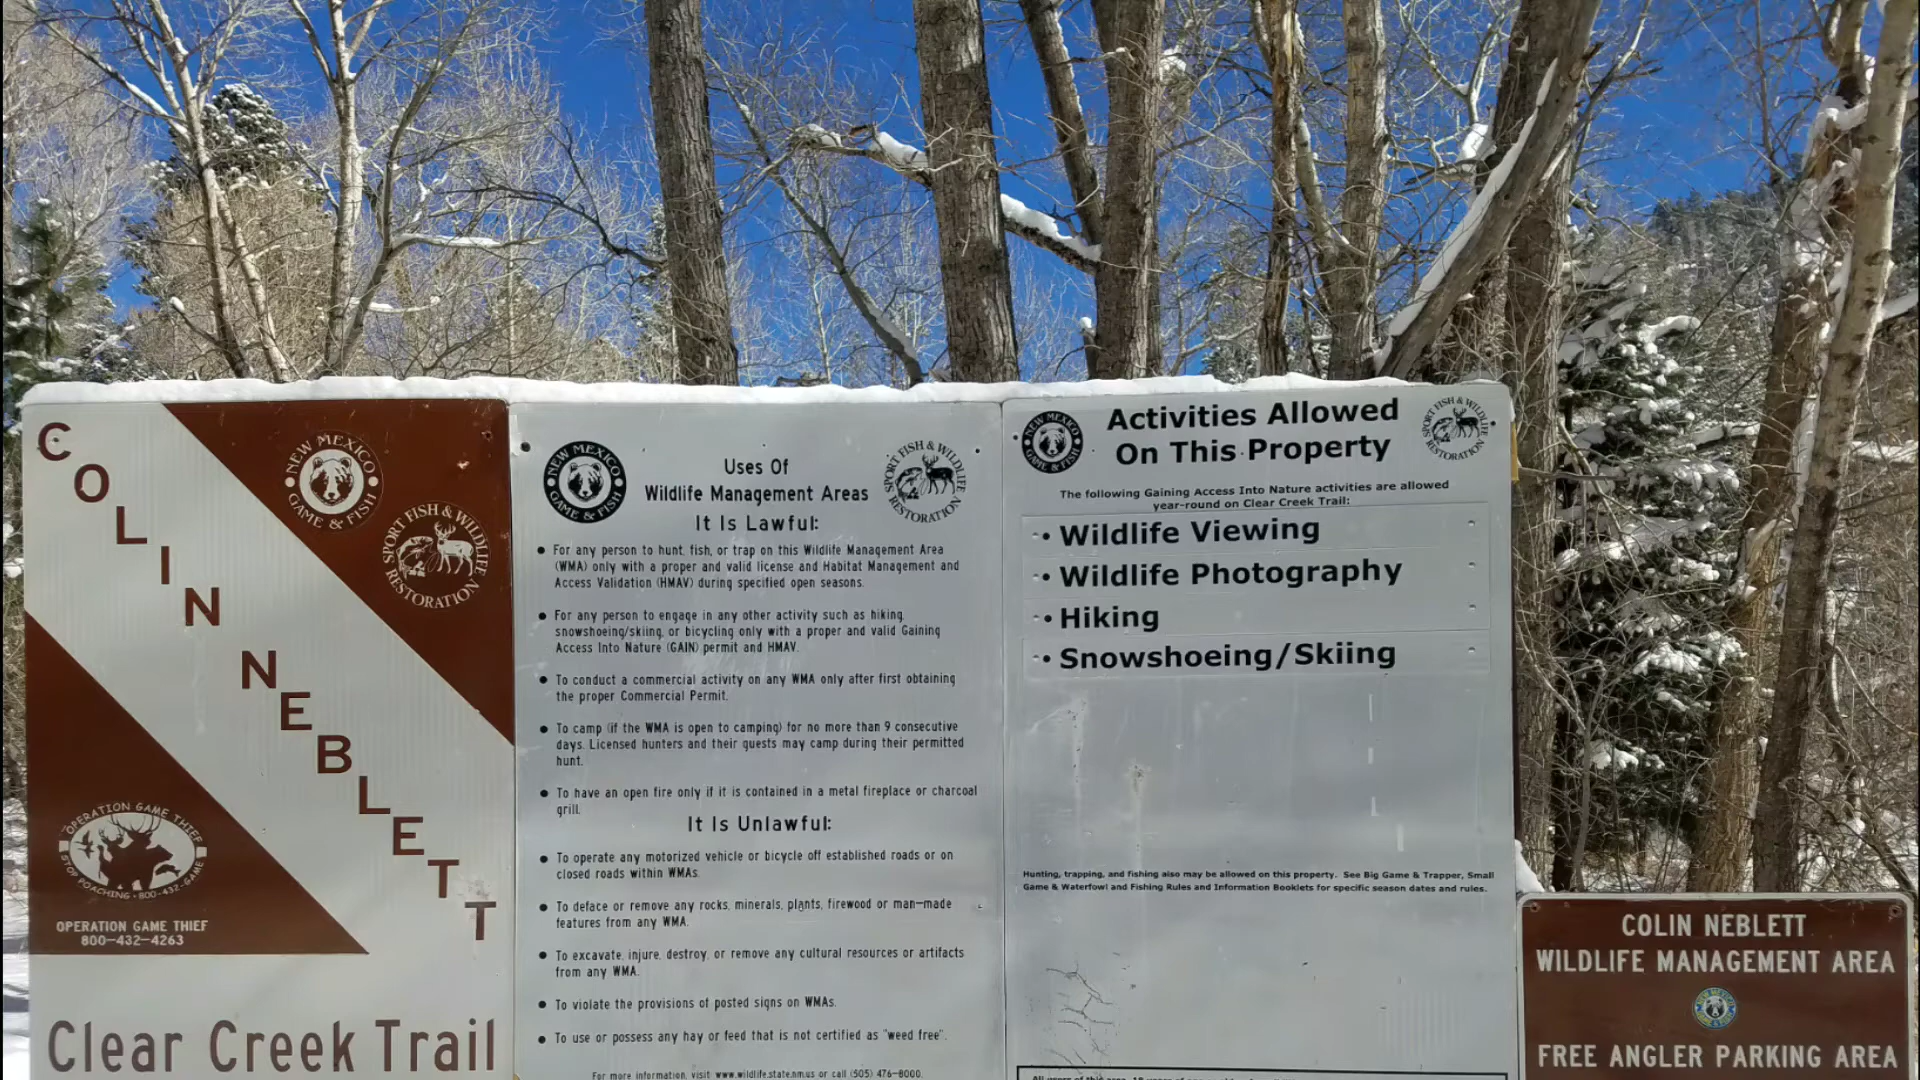 COLIN NEBLETT
NEW MEXICO
GAME & FISH
SPORT FISH & WILDLIFE
RESTORATION
OPERATION GAME THIEF
STOP POACHING • 800-432-GAME
OPERATION GAME THIEF
800-432-4263
Clear Creek Trail
NEW MEXICO
GAME & FISH
SPORT FISH & WILDLIFE
RESTORATION
Uses Of
Wildlife Management Areas
It Is Lawful:
• For any person to hunt, fish, or trap on this Wildlife Management Area
(WMA) only with a proper and valid license and Habitat Management and
Access Validation (HMAV) during specified open seasons.
• For any person to engage in any other activity such as hiking,
snowshoeing/skiing, or bicycling only with a proper and valid Gaining
Access Into Nature (GAIN) permit and HMAV.
• To conduct a commercial activity on any WMA only after first obtaining
the proper Commercial Permit.
• To camp (if the WMA is open to camping) for no more than 9 consecutive
days. Licensed hunters and their guests may camp during their permitted
hunt.
• To have an open fire only if it is contained in a metal fireplace or charcoal
grill.
It Is Unlawful:
• To operate any motorized vehicle or bicycle off established roads or on
closed roads within WMAs.
• To deface or remove any rocks, minerals, plants, firewood or man-made
features from any WMA.
• To excavate, injure, destroy, or remove any cultural resources or artifacts
from any WMA.
• To violate the provisions of posted signs on WMAs.
• To use or possess any hay or feed that is not certified as "weed free".
For more information, visit www.wildlife.state.nm.us or call (505) 476-8000.
NEW MEXICO
GAME & FISH
SPORT FISH & WILDLIFE
RESTORATION
Activities Allowed
On This Property
The following Gaining Access Into Nature activities are allowed
year-round on Clear Creek Trail:
• Wildlife Viewing
• Wildlife Photography
• Hiking
• Snowshoeing/Skiing
Hunting, trapping, and fishing also may be allowed on this property. See Big Game & Trapper, Small
Game & Waterfowl and Fishing Rules and Information Booklets for specific season dates and rules.
COLIN NEBLETT
WILDLIFE MANAGEMENT AREA
FREE ANGLER PARKING AREA